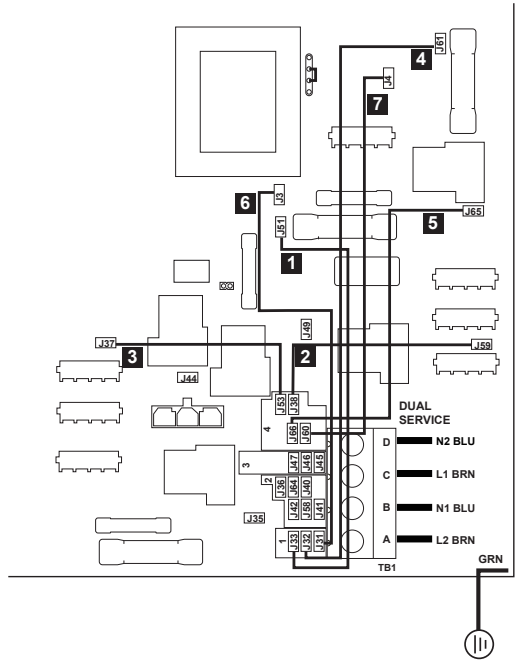 J61
4
J4
7
6
J3
J51
1
J65
5
J49
J37
3
2
J59
J44
J53
J38
4
J66
J60
DUAL
SERVICE
D
N2 BLU
3
J47
J46
J45
C
L1 BRN
2
J36
J64
J40
J42
J58
J41
B
N1 BLU
J35
1
J33
J32
J31
A
L2 BRN
TB1
GRN